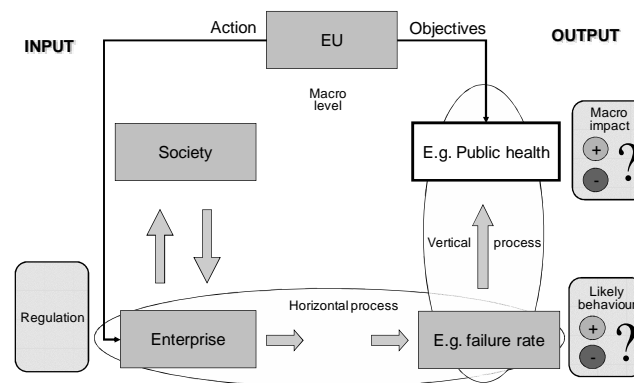 Action
EU
Objectives
INPUT
OUTPUT
Macro
level
Macro
impact
+
-
?
Society
E.g. Public health
Vertical process
Regulation
Horizontal process
Likely
behaviour
+
-
?
Enterprise
E.g. failure rate